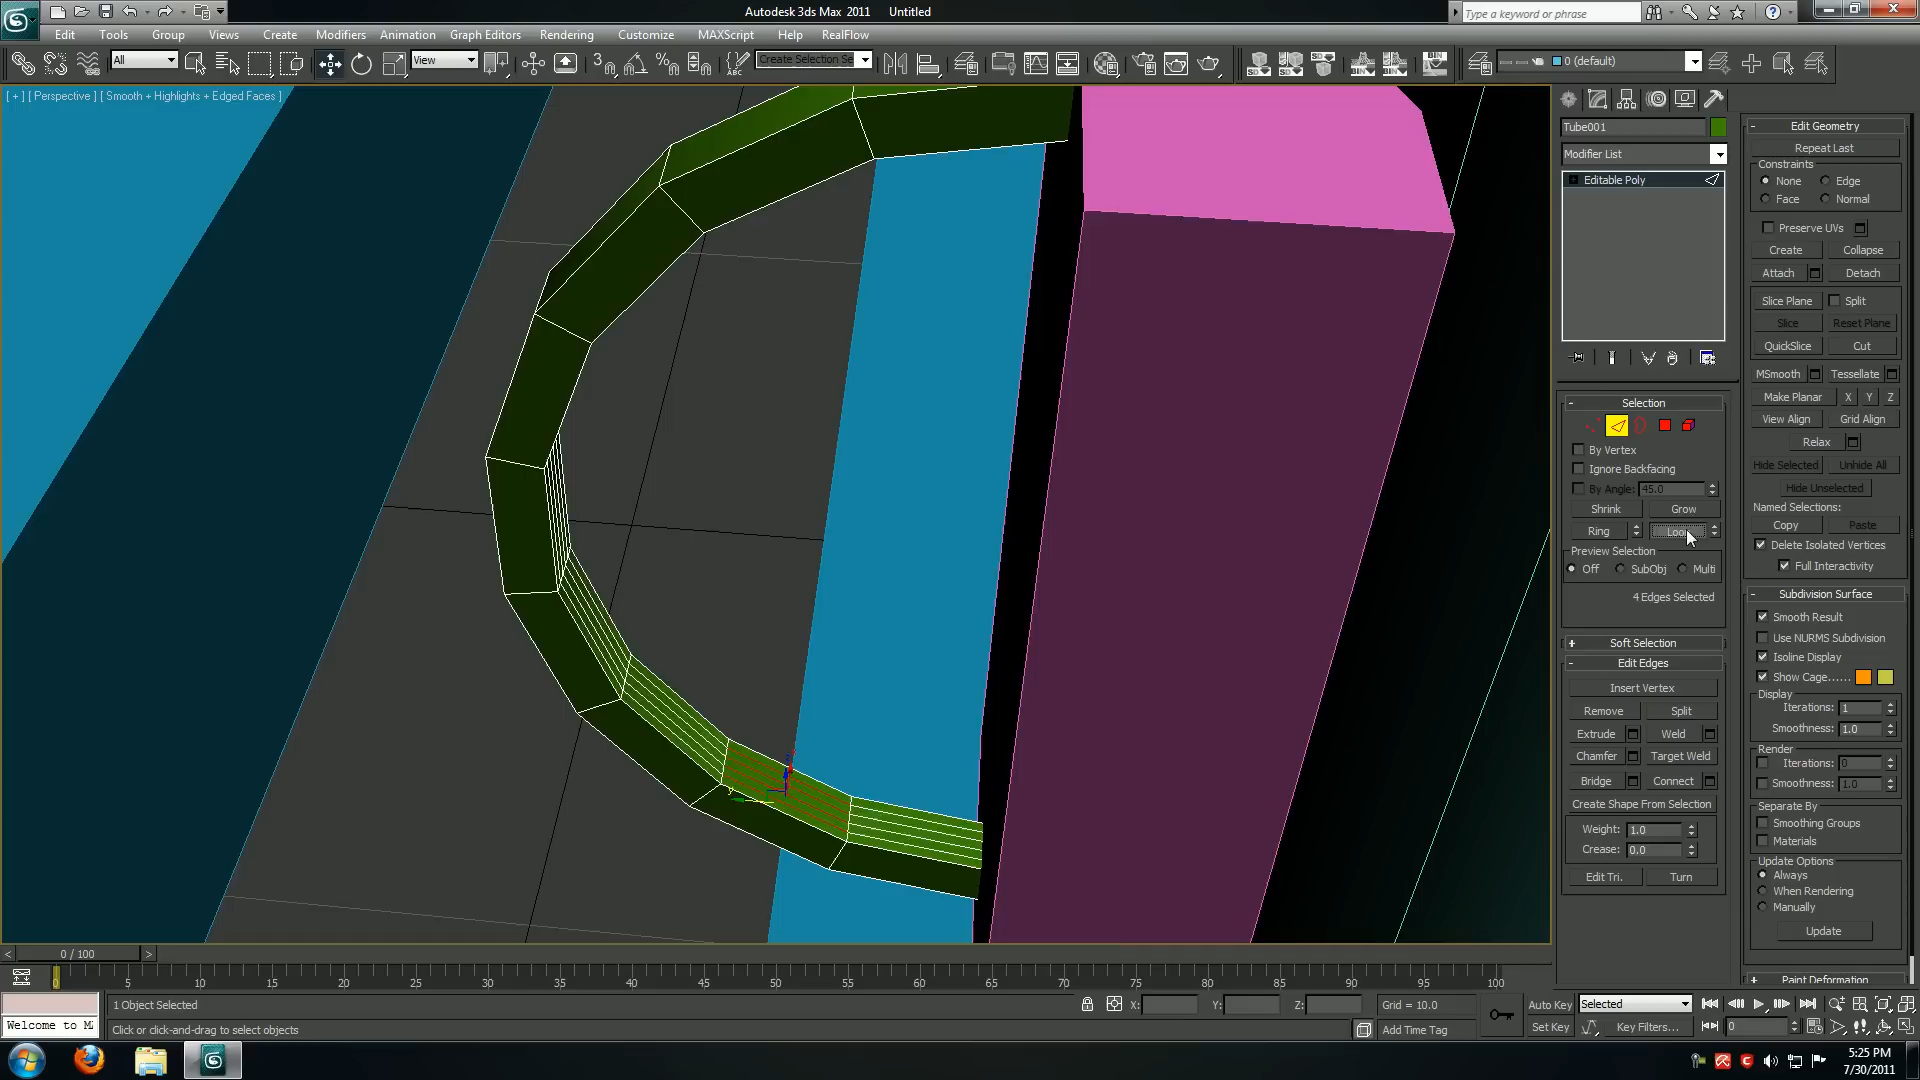 Autodesk 3ds Max 2011 Untitled
Type a keyword or phrase
Edit Tools Group Views Create Modifiers Animation Graph Editors Rendering Customize MAXScript Help RealFlow
All View Create Selection Se 0 (default)
[ + ] [ Perspective ] [ Smooth + Highlights + Edged Faces ]
Tube001
Modifier List
Editable Poly
Selection
By Vertex
Ignore Backfacing
By Angle: 45.0
Shrink Grow
Ring Loop
Preview Selection
Off SubObj Multi
4 Edges Selected
Soft Selection
Edit Edges
Insert Vertex
Remove Split
Extrude Weld
Chamfer Target Weld
Bridge Connect
Create Shape From Selection
Weight: 1.0
Crease: 0.0
Edit Tri. Turn
Edit Geometry
Repeat Last
Constraints
None Edge
Face Normal
Preserve UVs
Create Collapse
Attach Detach
Slice Plane Split
Slice Reset Plane
QuickSlice Cut
MSmooth Tessellate
Make Planar X Y Z
View Align Grid Align
Relax
Hide Selected Unhide All
Hide Unselected
Named Selections:
Copy Paste
Delete Isolated Vertices
Full Interactivity
Subdivision Surface
Smooth Result
Use NURMS Subdivision
Isoline Display
Show Cage......
Display
Iterations: 1
Smoothness: 1.0
Render
Iterations: 0
Smoothness: 1.0
Separate By
Smoothing Groups
Materials
Update Options
Always
When Rendering
Manually
Update
Paint Deformation
< 0 / 100 >
0 5 10 15 20 25 30 35 40 45 50 55 60 65 70 75 80 85 90 95 100
1 Object Selected X: Y: Z: Grid = 10.0 Auto Key Selected
Welcome to M Click or click-and-drag to select objects Add Time Tag Set Key Key Filters... 0
5:25 PM
7/30/2011